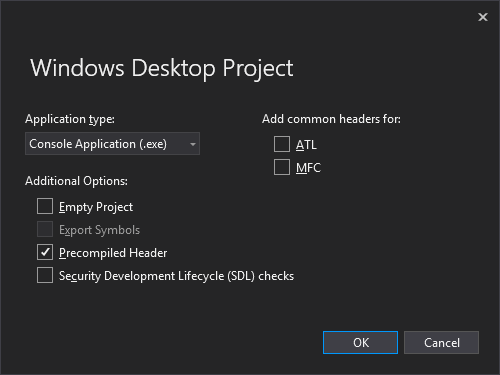 Windows Desktop Project
Application type:
Console Application (.exe)
Additional Options:
Empty Project
Export Symbols
Precompiled Header
Security Development Lifecycle (SDL) checks
Add common headers for:
ATL
MFC
OK
Cancel